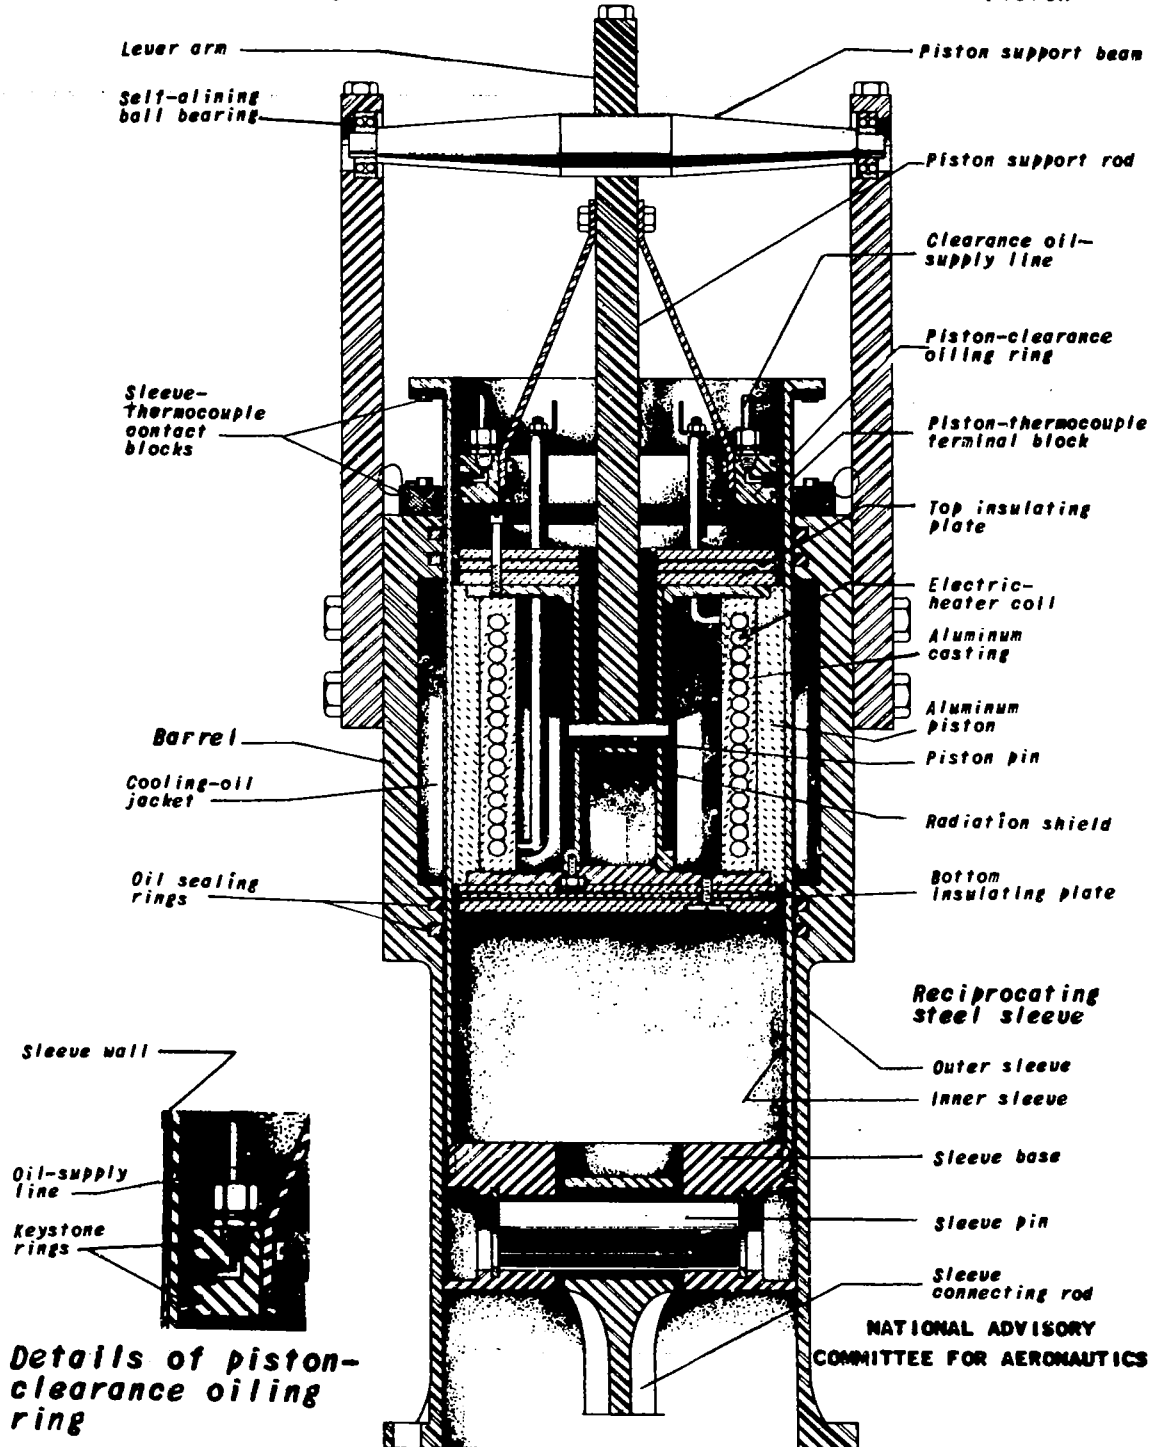 Lever arm
Self-alining
ball bearing
Sleeve-
thermocouple
contact
blocks
Barrel
Cooling-oil
jacket
Oil sealing
rings
Sleeve wall
Oil-supply
line
Keystone
rings
Details of piston-
clearance oiling
ring
Piston support beam
Piston support rod
Clearance oil-
supply line
Piston-clearance
oiling ring
Piston-thermocouple
terminal block
Top insulating
plate
Electric-
heater coil
Aluminum
casting
Aluminum
piston
Piston pin
Radiation shield
Bottom
insulating plate
Reciprocating
steel sleeve
Outer sleeve
Inner sleeve
Sleeve base
Sleeve pin
Sleeve
connecting rod
NATIONAL ADVISORY
COMMITTEE FOR AERONAUTICS